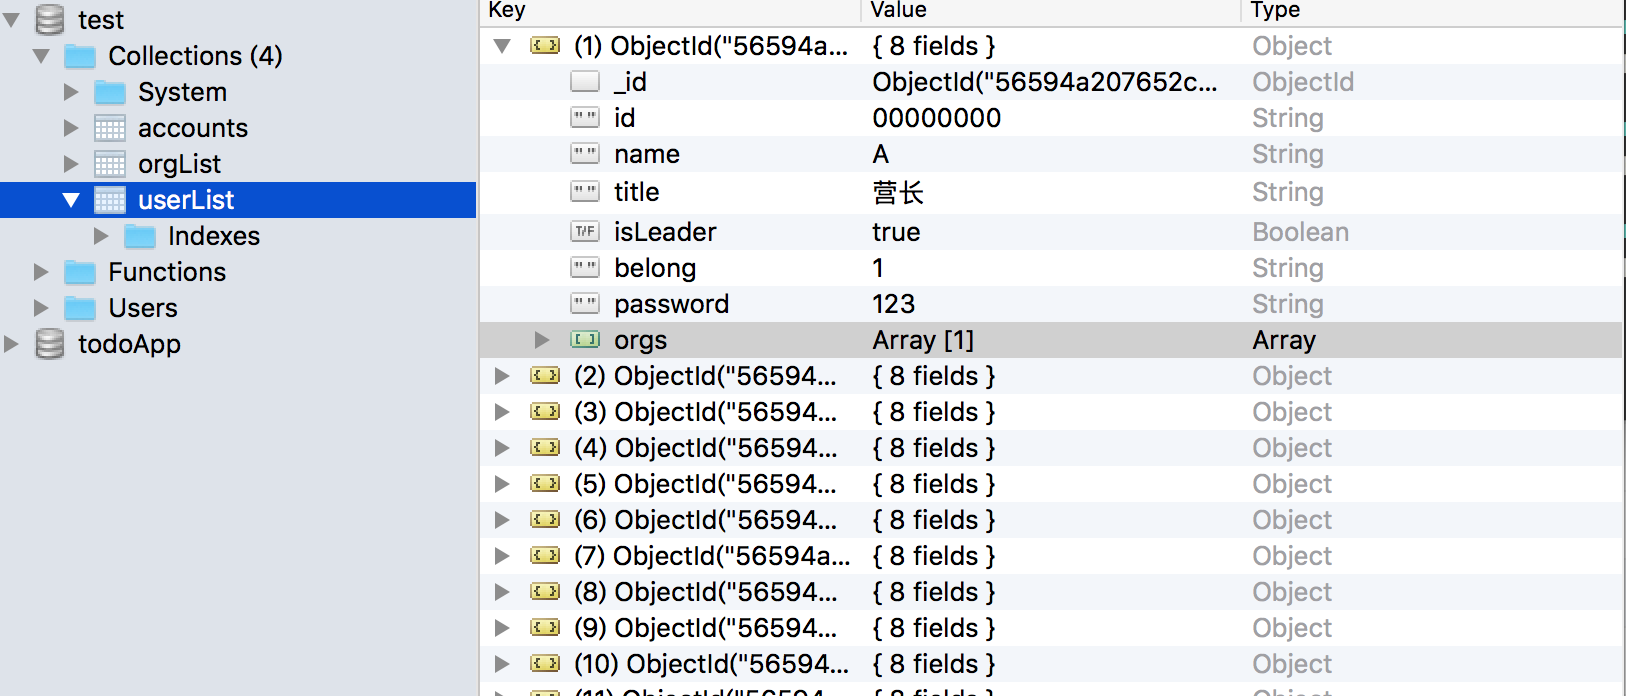 test
Collections (4)
System
accounts
orgList
userList
Indexes
Functions
Users
todoApp
Key Value Type
(1) ObjectId("56594a... { 8 fields } Object
_id ObjectId("56594a207652c... ObjectId
" " id 00000000 String
" " name A String
" " title 营长 String
T/F isLeader true Boolean
" " belong 1 String
" " password 123 String
[ ] orgs Array [1] Array
{ } (2) ObjectId("56594... { 8 fields } Object
{ } (3) ObjectId("56594... { 8 fields } Object
{ } (4) ObjectId("56594... { 8 fields } Object
{ } (5) ObjectId("56594... { 8 fields } Object
{ } (6) ObjectId("56594... { 8 fields } Object
{ } (7) ObjectId("56594a... { 8 fields } Object
{ } (8) ObjectId("56594... { 8 fields } Object
{ } (9) ObjectId("56594... { 8 fields } Object
{ } (10) ObjectId("56594... { 8 fields } Object